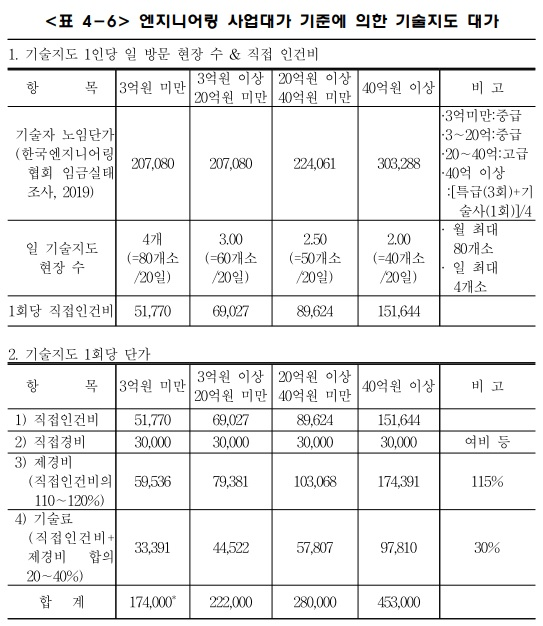 <표 4-6> 엔지니어링 사업대가 기준에 의한 기술지도 대가
1. 기술지도 1인당 일 방문 현장 수 & 직접 인건비
항 목 3억원 미만 3억원 이상 20억원 미만 20억원 이상 40억원 미만 40억원 이상 비 고
기술자 노임단가 (한국엔지니어링 협회 임금실태 조사, 2019) 207,080 207,080 224,061 303,288 ·3억미만:중급 ·3~20억:중급 ·20~40억:고급 ·40억 이상 :[특급(3회)+기술사(1회)]/4
일 기술지도 현장 수 4개 (=80개소 /20일) 3.00 (=60개소 /20일) 2.50 (=50개소 /20일) 2.00 (=40개소 /20일) · 월 최대 80개소 · 일 최대 4개소
1회당 직접인건비 51,770 69,027 89,624 151,644
2. 기술지도 1회당 단가
항 목 3억원 미만 3억원 이상 20억원 미만 20억원 이상 40억원 미만 40억원 이상 비 고
1) 직접인건비 51,770 69,027 89,624 151,644
2) 직접경비 30,000 30,000 30,000 30,000 여비 등
3) 제경비 (직접인건비의 110~120%) 59,536 79,381 103,068 174,391 115%
4) 기술료 (직접인건비+ 제경비 합의 20~40%) 33,391 44,522 57,807 97,810 30%
합 계 174,000* 222,000 280,000 453,000